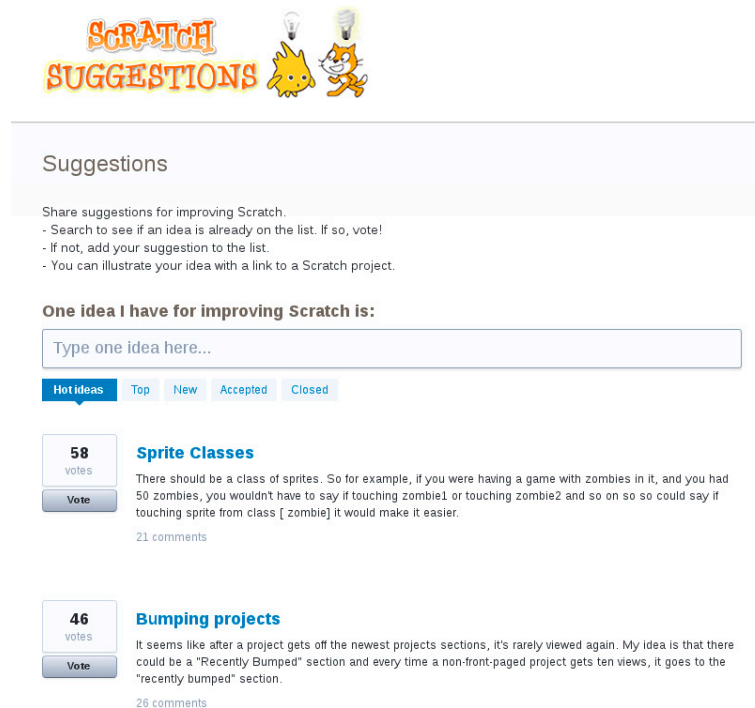 SCRATCH
SUGGESTIONS
Suggestions
Share suggestions for improving Scratch.
- Search to see if an idea is already on the list. If so, vote!
- If not, add your suggestion to the list.
- You can illustrate your idea with a link to a Scratch project.
One idea I have for improving Scratch is:
Type one idea here...
Hot ideas Top New Accepted Closed
58
votes
Vote
Sprite Classes
There should be a class of sprites. So for example, if you were having a game with zombies in it, and you had
50 zombies, you wouldn't have to say if touching zombie1 or touching zombie2 and so on so so could say if
touching sprite from class [ zombie] it would make it easier.
21 comments
46
votes
Vote
Bumping projects
It seems like after a project gets off the newest projects sections, it's rarely viewed again. My idea is that there
could be a "Recently Bumped" section and every time a non-front-paged project gets ten views, it goes to the
"recently bumped" section.
26 comments